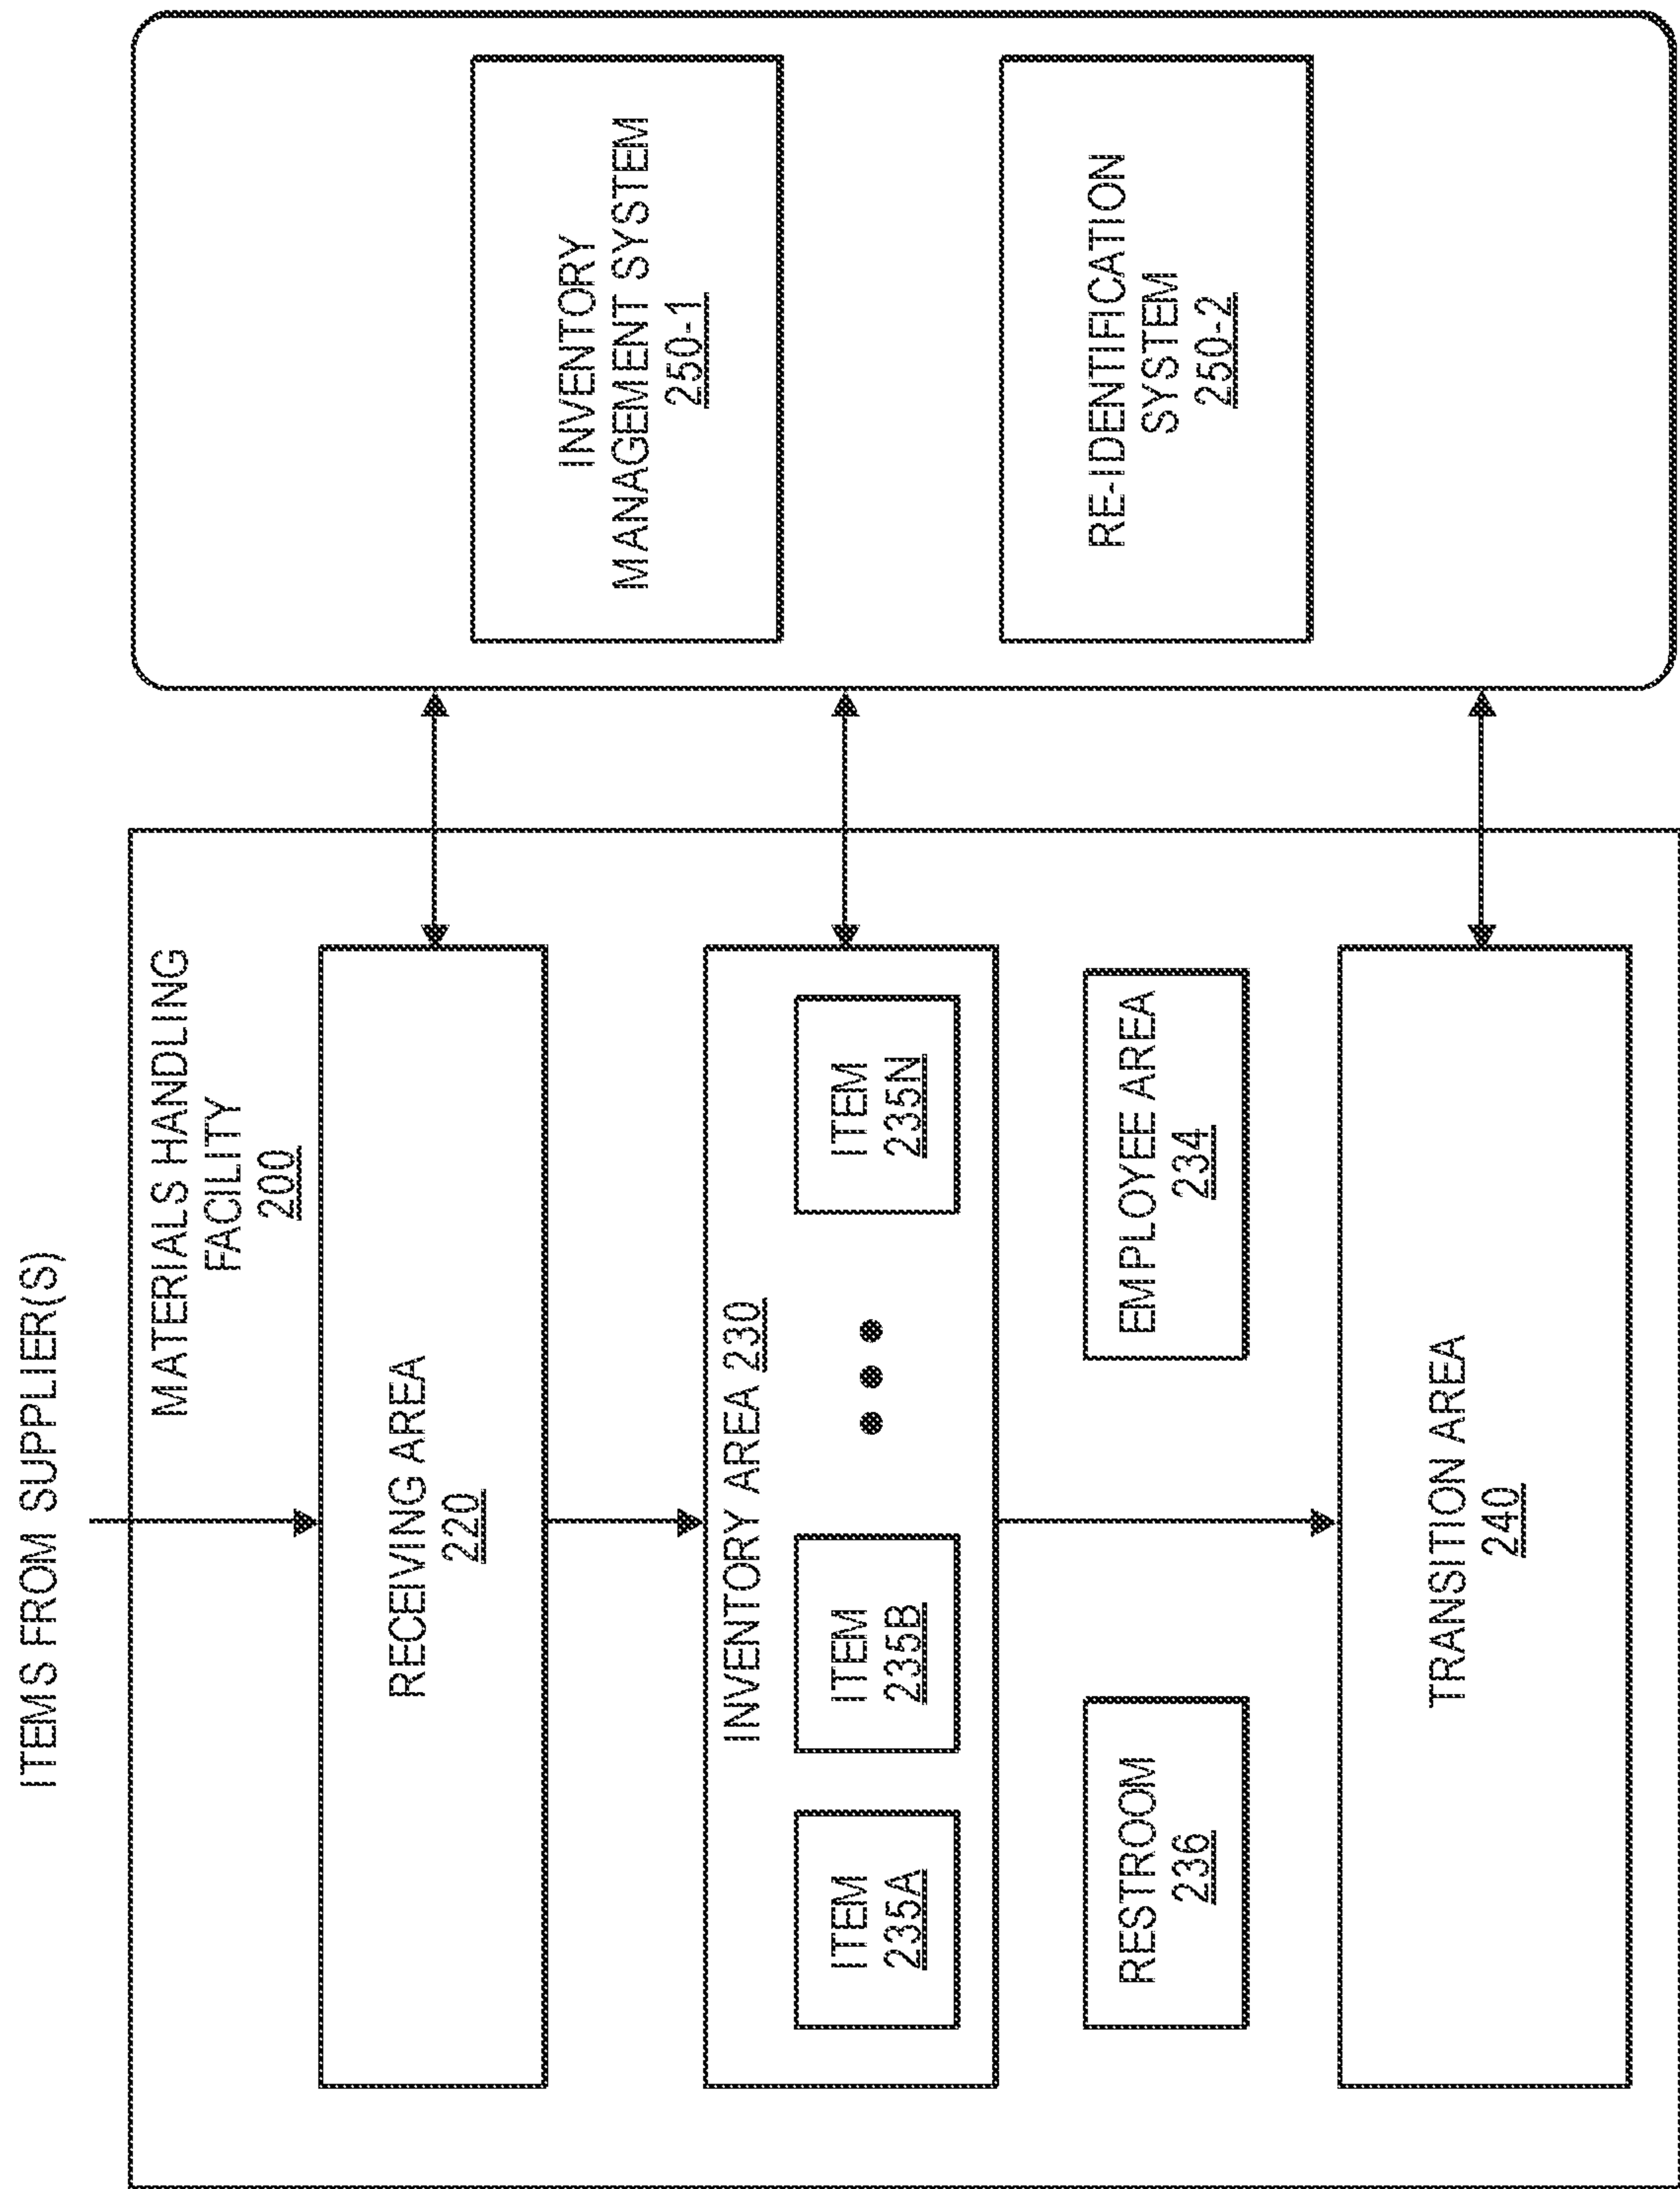 ITEMS FROM SUPPLIER(S)
MATERIALS HANDLING
FACILITY
200
RECEIVING AREA
220
INVENTORY AREA 230
ITEM
235A
ITEM
235B
ITEM
235N
RESTROOM
236
EMPLOYEE AREA
234
TRANSITION AREA
240
INVENTORY
MANAGEMENT SYSTEM
250-1
RE-IDENTIFICATION
SYSTEM
250-2